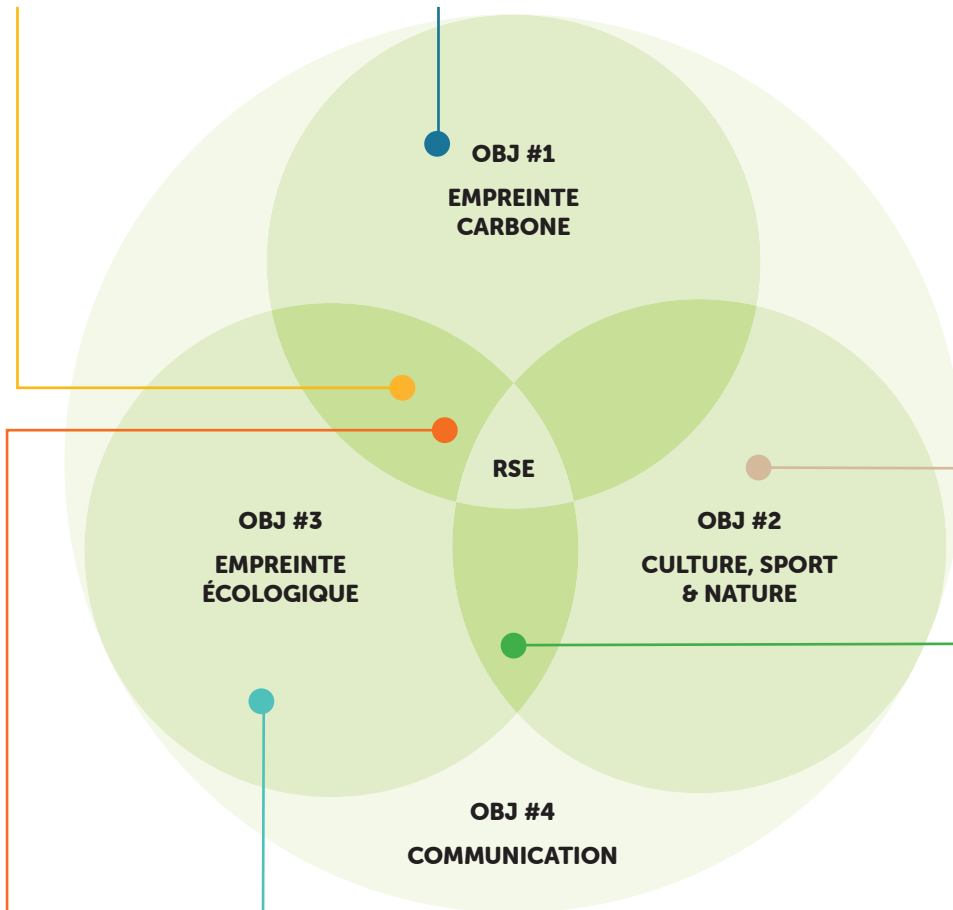 OBJ #1
EMPREINTE
CARBONE
RSE
OBJ #3
EMPREINTE
ÉCOLOGIQUE
OBJ #2
CULTURE, SPORT
& NATURE
OBJ #4
COMMUNICATION